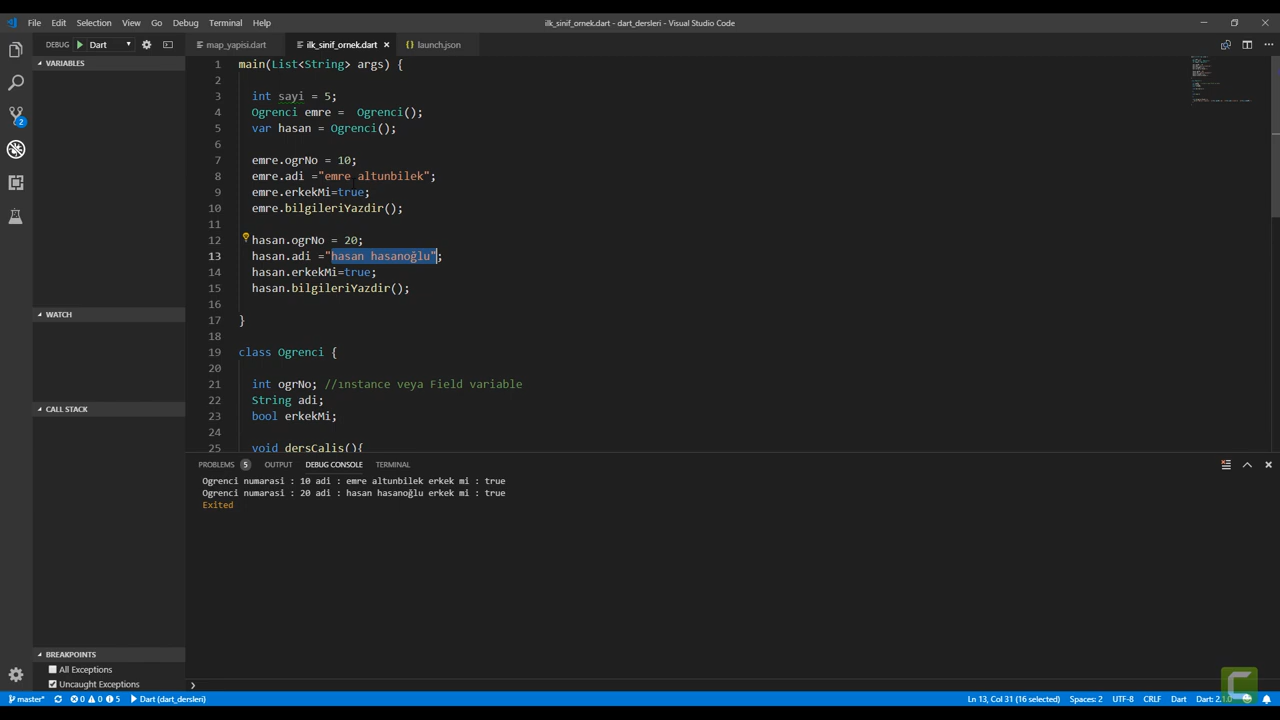 File Edit Selection View Go Debug Terminal Help
ilk_sinif_ornek.dart - dart_dersleri - Visual Studio Code
DEBUG Dart
map_yapisi.dart ilk_sinif_ornek.dart launch.json
VARIABLES
WATCH
CALL STACK
BREAKPOINTS
All Exceptions
Uncaught Exceptions
1 main(List<String> args) {
2
3 int sayi = 5;
4 Ogrenci emre =  Ogrenci();
5 var hasan = Ogrenci();
6
7 emre.ogrNo = 10;
8 emre.adi ="emre altunbilek";
9 emre.erkekMi=true;
10 emre.bilgileriYazdir();
11
12 hasan.ogrNo = 20;
13 hasan.adi ="hasan hasanoğlu";
14 hasan.erkekMi=true;
15 hasan.bilgileriYazdir();
16
17 }
18
19 class Ogrenci {
20
21 int ogrNo; //ınstance veya Field variable
22 String adi;
23 bool erkekMi;
24
25 void dersCalis(){
PROBLEMS 5 OUTPUT DEBUG CONSOLE TERMINAL
Ogrenci numarasi : 10 adi : emre altunbilek erkek mi : true
Ogrenci numarasi : 20 adi : hasan hasanoğlu erkek mi : true
Exited
2
master* 0 0 5 Dart (dart_dersleri)
Ln 13, Col 31 (16 selected) Spaces: 2 UTF-8 CRLF Dart Dart: 2.1.0